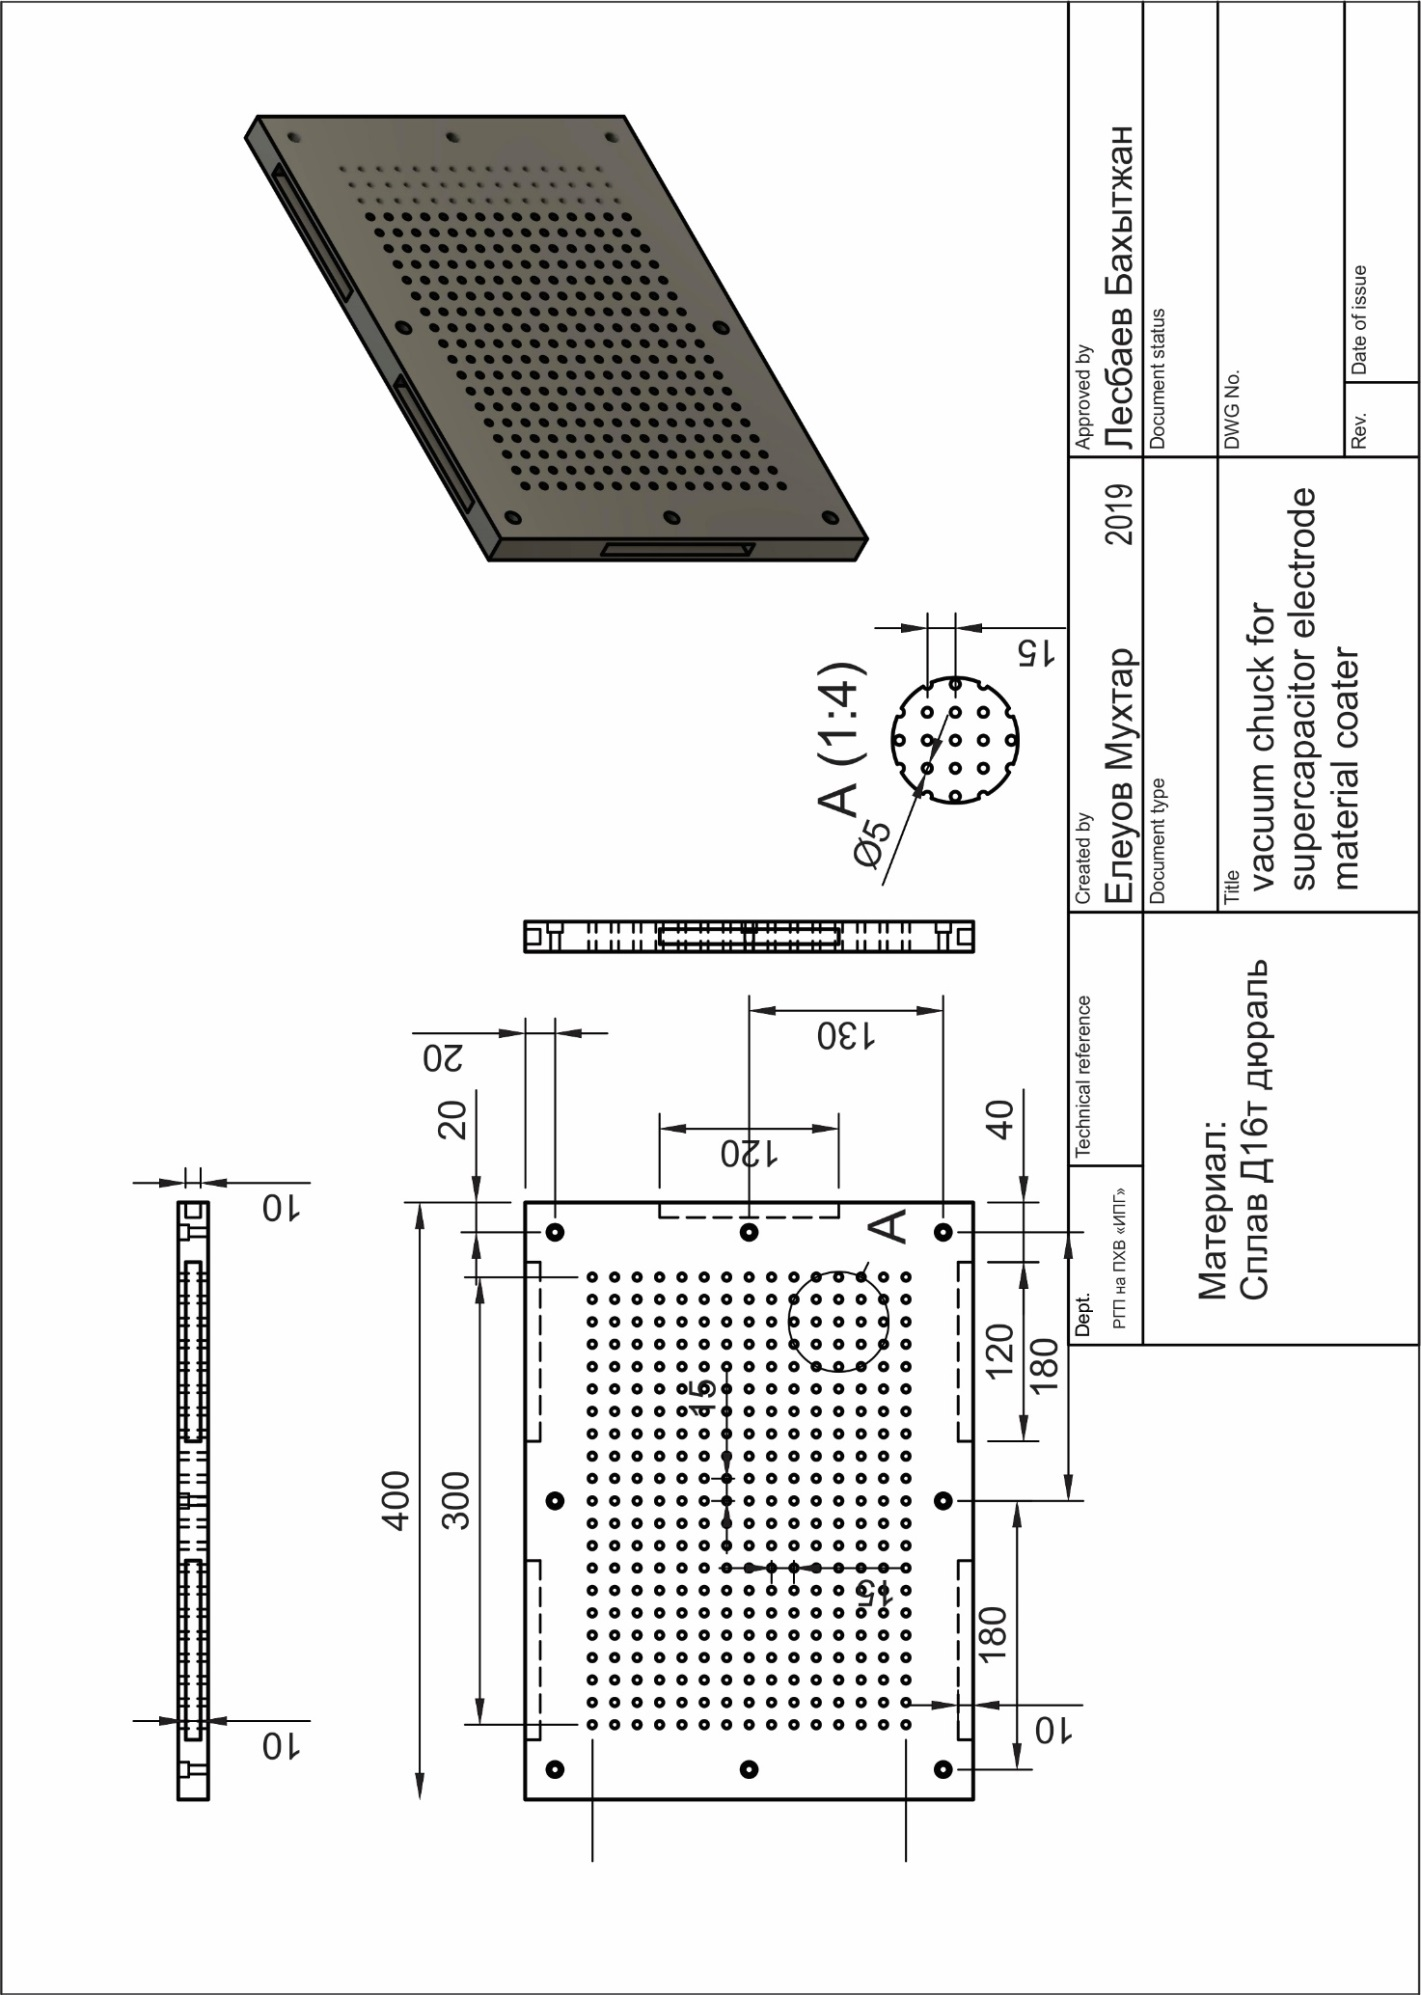 10
10
400
300
20
20
130
120
40
120
180
180
10
15
15
A
A (1:4)
Ø5
15
Dept.
РГП на ПХВ «ИПГ»
Technical reference
Created by
Елеуов Мухтар 2019
Approved by
Лесбаев Бахытжан
Материал:
Сплав Д16т дюраль
Document type
Document status
Title
vacuum chuck for
supercapacitor electrode
material coater
DWG No.
Rev.
Date of issue